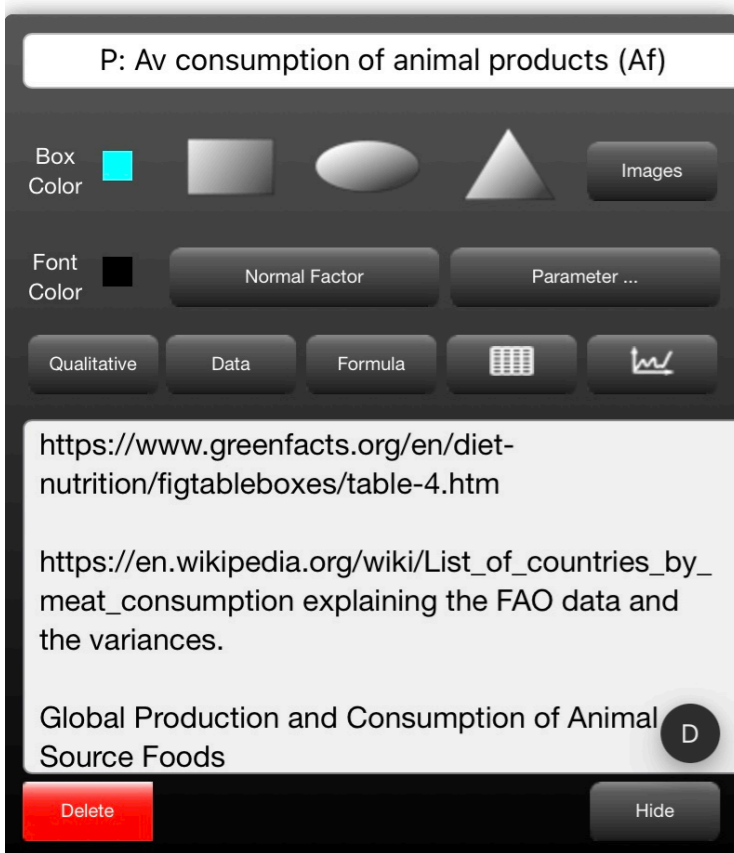 P: Av consumption of animal products (Af)
Box
Color
Images
Font
Color
Normal Factor
Parameter ...
Qualitative
Data
Formula
https://www.greenfacts.org/en/diet-
nutrition/figtableboxes/table-4.htm
https://en.wikipedia.org/wiki/List_of_countries_by_
meat_consumption explaining the FAO data and
the variances.
Global Production and Consumption of Animal
Source Foods
D
Delete
Hide